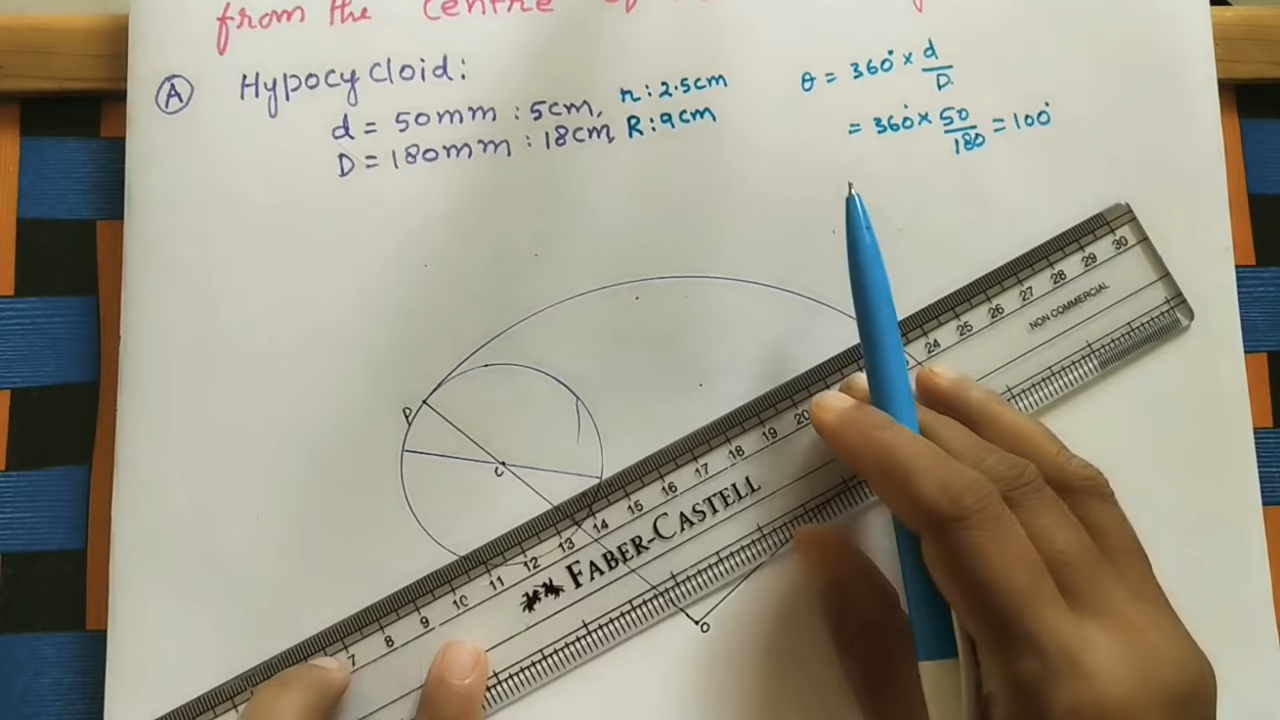 from the centre of
Ⓐ Hypocycloid:
d = 50mm : 5cm, r : 2.5cm
D = 180mm : 18cm, R : 9cm
θ = 360° × d/D.
= 360° × 50/180 = 100°
P
C
O
7 8 9 10 11 12 13 14 15 16 17 18 19 20 24 25 26 27 28 29 30
FABER-CASTELL
NON COMMERCIAL